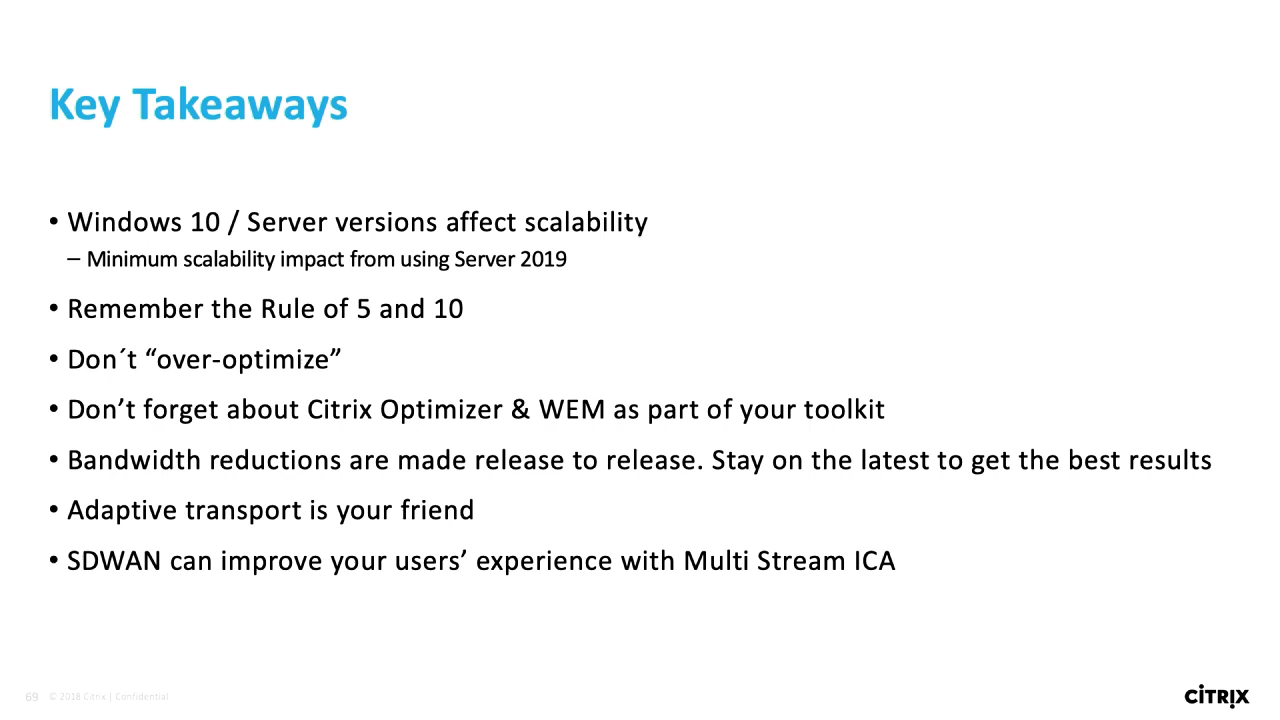 Key Takeaways
• Windows 10 / Server versions affect scalability
– Minimum scalability impact from using Server 2019
• Remember the Rule of 5 and 10
• Don´t “over-optimize”
• Don’t forget about Citrix Optimizer & WEM as part of your toolkit
• Bandwidth reductions are made release to release. Stay on the latest to get the best results
• Adaptive transport is your friend
• SDWAN can improve your users’ experience with Multi Stream ICA
69 © 2018 Citrix | Confidential
CITRIX